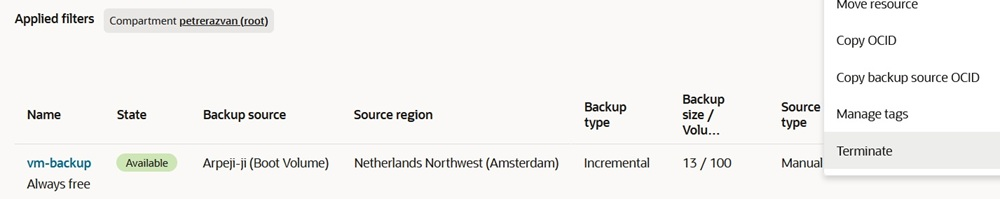 Move resource
Applied filters Compartment petrerazvan (root)
Copy OCID
Copy backup source OCID
Name State Backup source Source region Backup type Backup size / Volu... Source type
Manage tags
Terminate
vm-backup Available Arpeji-ji (Boot Volume) Netherlands Northwest (Amsterdam) Incremental 13 / 100 Manual
Always free